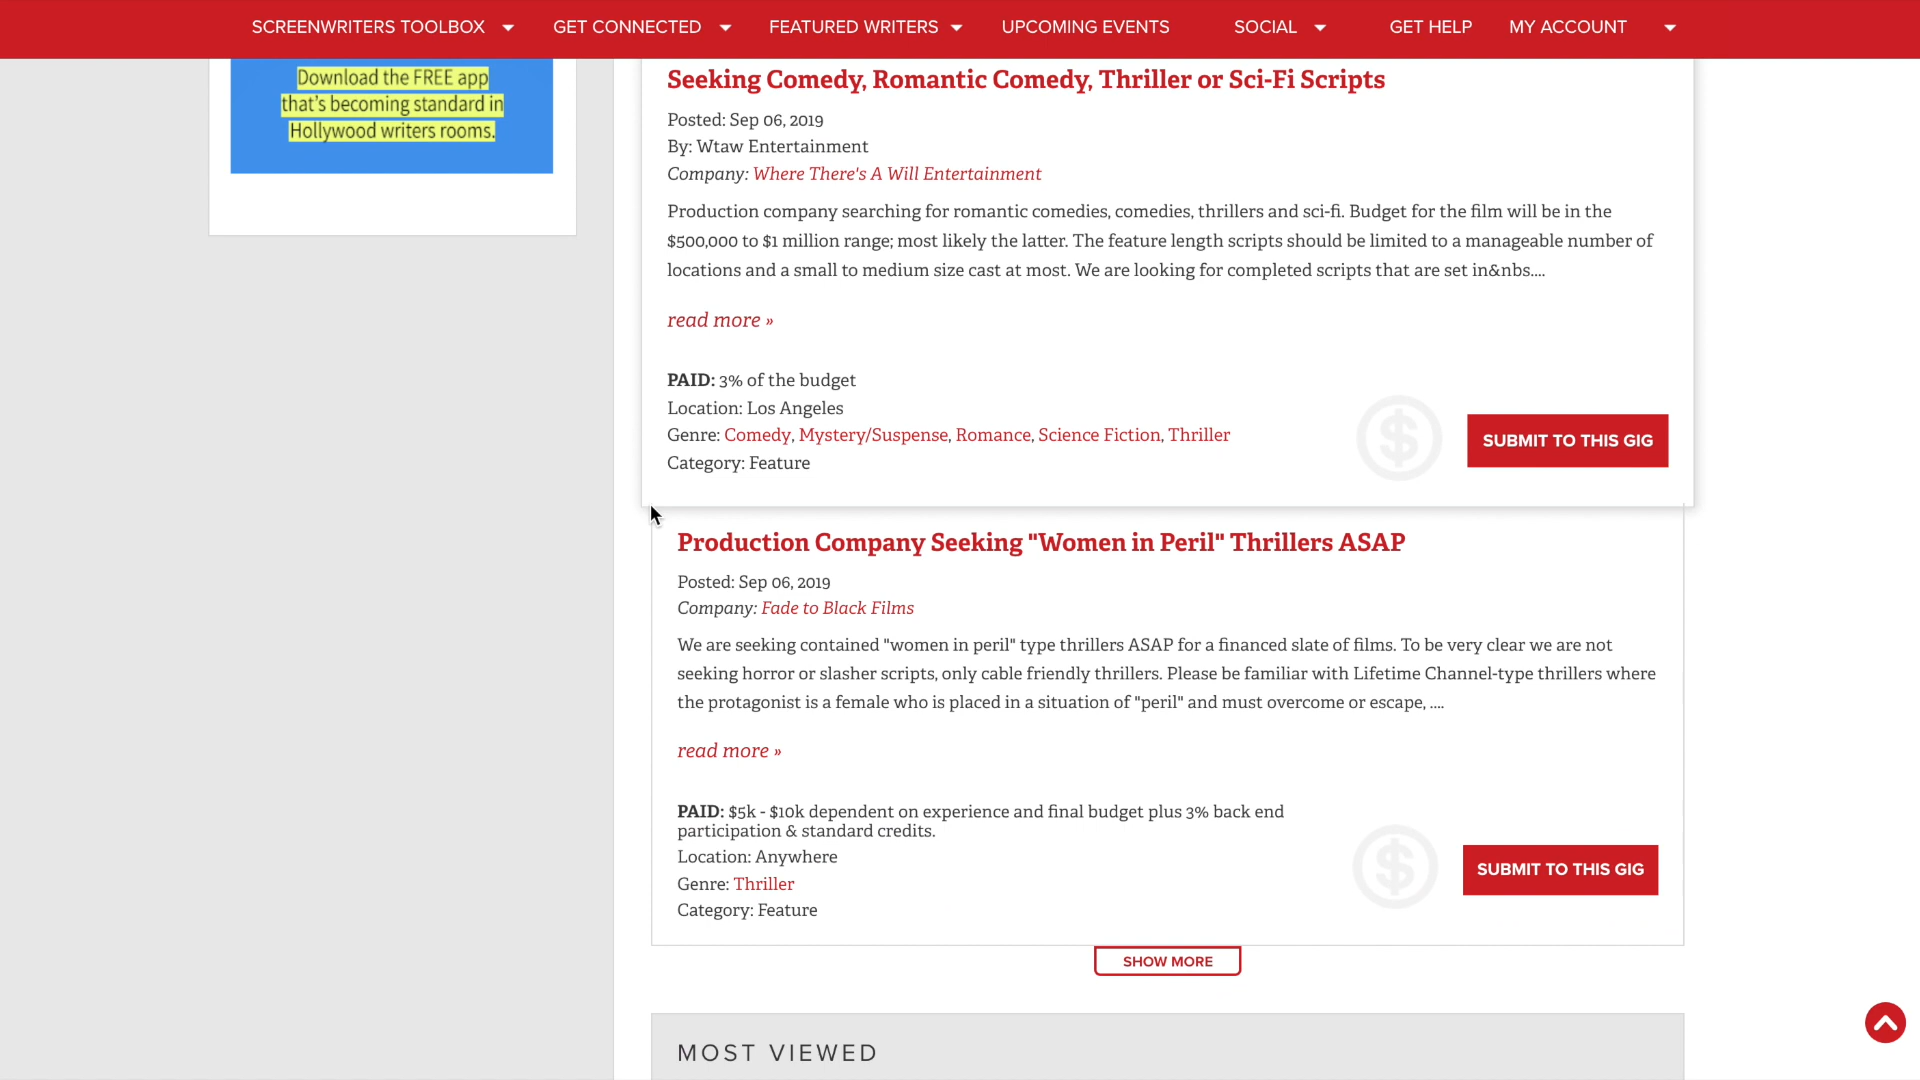 SCREENWRITERS TOOLBOX GET CONNECTED FEATURED WRITERS UPCOMING EVENTS SOCIAL GET HELP MY ACCOUNT
Download the FREE app
that's becoming standard in
Hollywood writers rooms.
Seeking Comedy, Romantic Comedy, Thriller or Sci-Fi Scripts
Posted: Sep 06, 2019
By: Wtaw Entertainment
Company: Where There's A Will Entertainment
Production company searching for romantic comedies, comedies, thrillers and sci-fi. Budget for the film will be in the
$500,000 to $1 million range; most likely the latter. The feature length scripts should be limited to a manageable number of
locations and a small to medium size cast at most. We are looking for completed scripts that are set in&nbs....
read more »
PAID: 3% of the budget
Location: Los Angeles
Genre: Comedy, Mystery/Suspense, Romance, Science Fiction, Thriller
Category: Feature
$
SUBMIT TO THIS GIG
Production Company Seeking "Women in Peril" Thrillers ASAP
Posted: Sep 06, 2019
Company: Fade to Black Films
We are seeking contained "women in peril" type thrillers ASAP for a financed slate of films. To be very clear we are not
seeking horror or slasher scripts, only cable friendly thrillers. Please be familiar with Lifetime Channel-type thrillers where
the protagonist is a female who is placed in a situation of "peril" and must overcome or escape, ....
read more »
PAID: $5k - $10k dependent on experience and final budget plus 3% back end
participation & standard credits.
Location: Anywhere
Genre: Thriller
Category: Feature
$
SUBMIT TO THIS GIG
SHOW MORE
MOST VIEWED